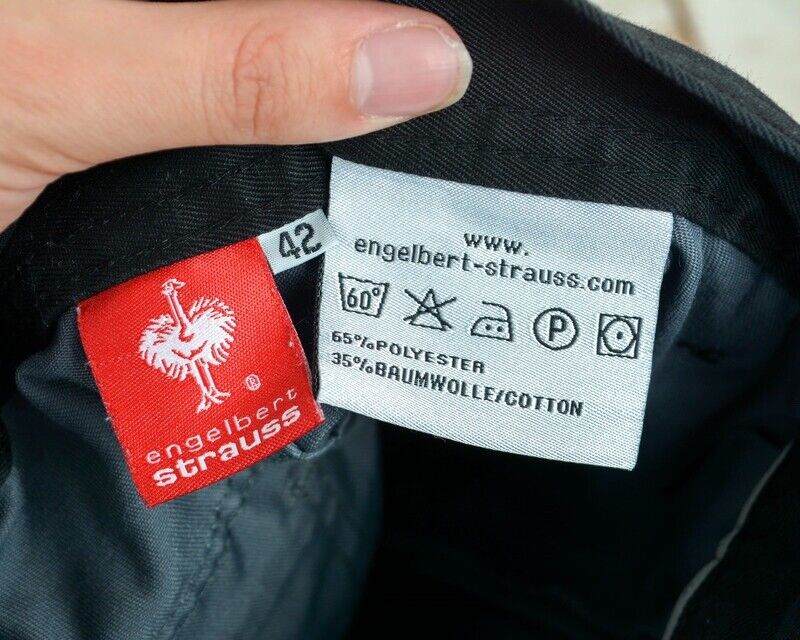 42
engelbert
strauss
®
www.
engelbert-strauss.com
60°
P
65%POLYESTER
35%BAUMWOLLE/COTTON